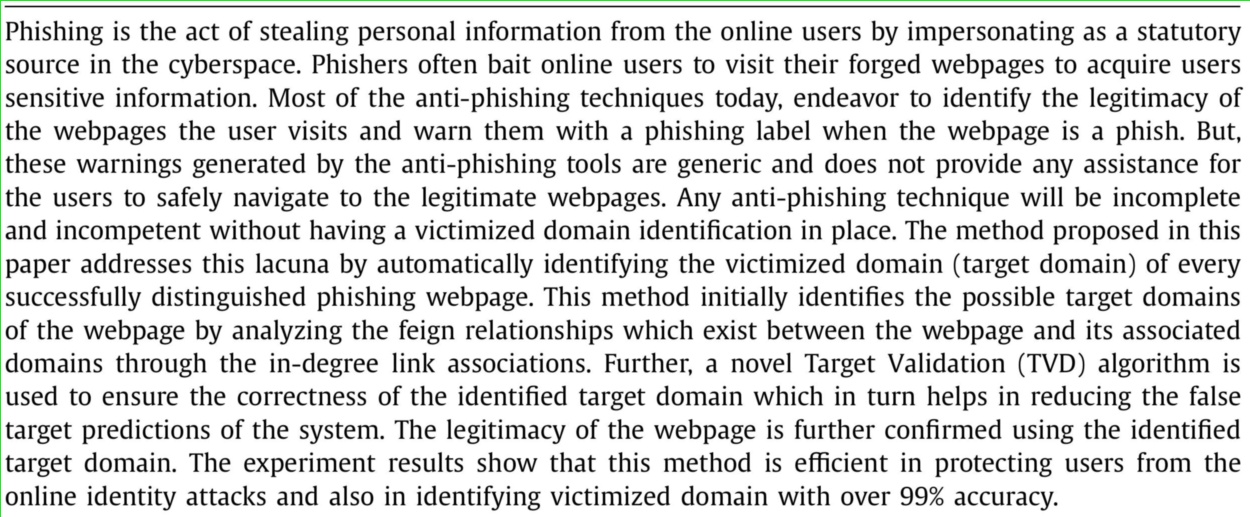 Phishing is the act of stealing personal information from the online users by impersonating as a statutory
source in the cyberspace. Phishers often bait online users to visit their forged webpages to acquire users
sensitive information. Most of the anti-phishing techniques today, endeavor to identify the legitimacy of
the webpages the user visits and warn them with a phishing label when the webpage is a phish. But,
these warnings generated by the anti-phishing tools are generic and does not provide any assistance for
the users to safely navigate to the legitimate webpages. Any anti-phishing technique will be incomplete
and incompetent without having a victimized domain identification in place. The method proposed in this
paper addresses this lacuna by automatically identifying the victimized domain (target domain) of every
successfully distinguished phishing webpage. This method initially identifies the possible target domains
of the webpage by analyzing the feign relationships which exist between the webpage and its associated
domains through the in-degree link associations. Further, a novel Target Validation (TVD) algorithm is
used to ensure the correctness of the identified target domain which in turn helps in reducing the false
target predictions of the system. The legitimacy of the webpage is further confirmed using the identified
target domain. The experiment results show that this method is efficient in protecting users from the
online identity attacks and also in identifying victimized domain with over 99% accuracy.